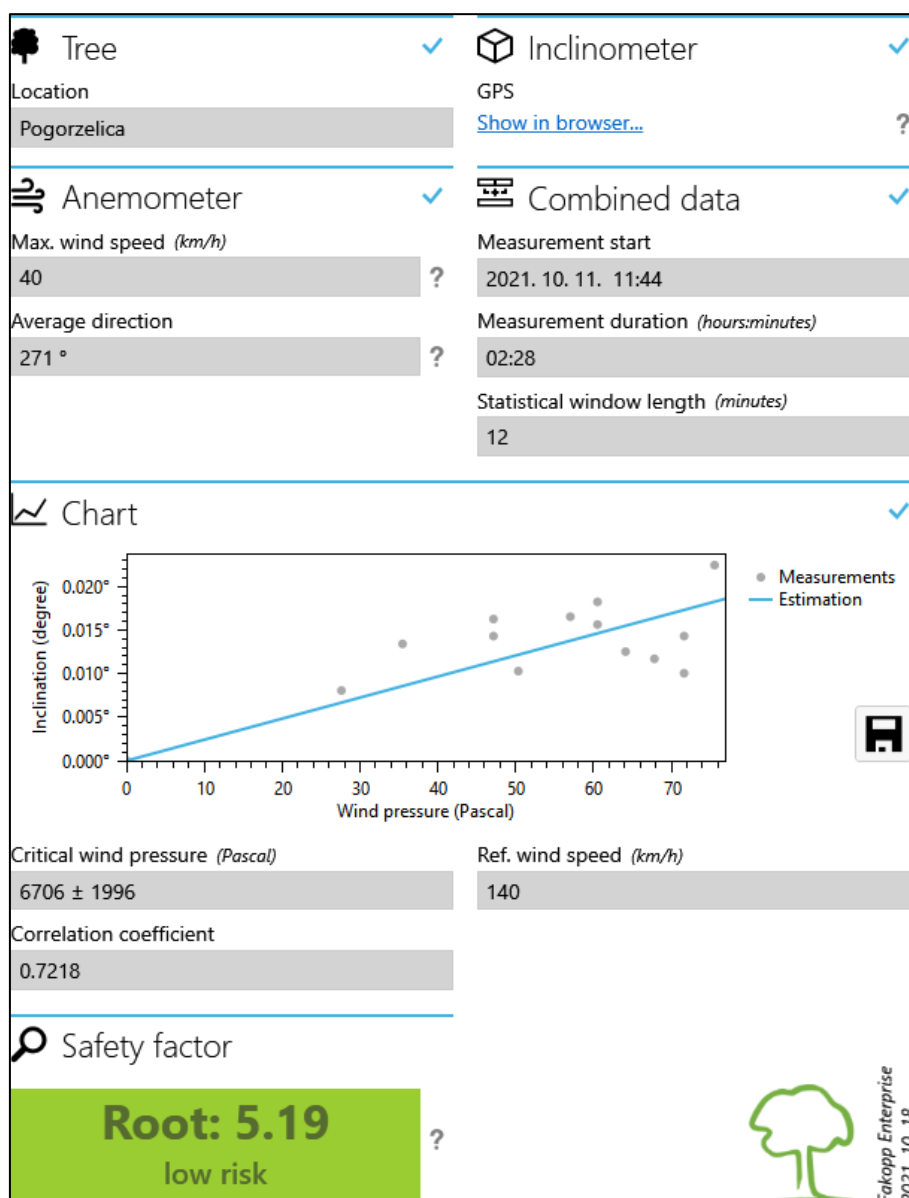 Tree
Location
Pogorzelica
Inclinometer
GPS
Show in browser...
?
Anemometer
Max. wind speed (km/h)
40
?
Average direction
271 °
?
Combined data
Measurement start
2021. 10. 11. 11:44
Measurement duration (hours:minutes)
02:28
Statistical window length (minutes)
12
Chart
Inclination (degree)
0.020°
0.015°
0.010°
0.005°
0.000°
0 10 20 30 40 50 60 70
Wind pressure (Pascal)
Measurements
Estimation
Critical wind pressure (Pascal)
6706 ± 1996
Ref. wind speed (km/h)
140
Correlation coefficient
0.7218
Safety factor
Root: 5.19
low risk
?
Fakopp Enterprise
2021. 10. 18